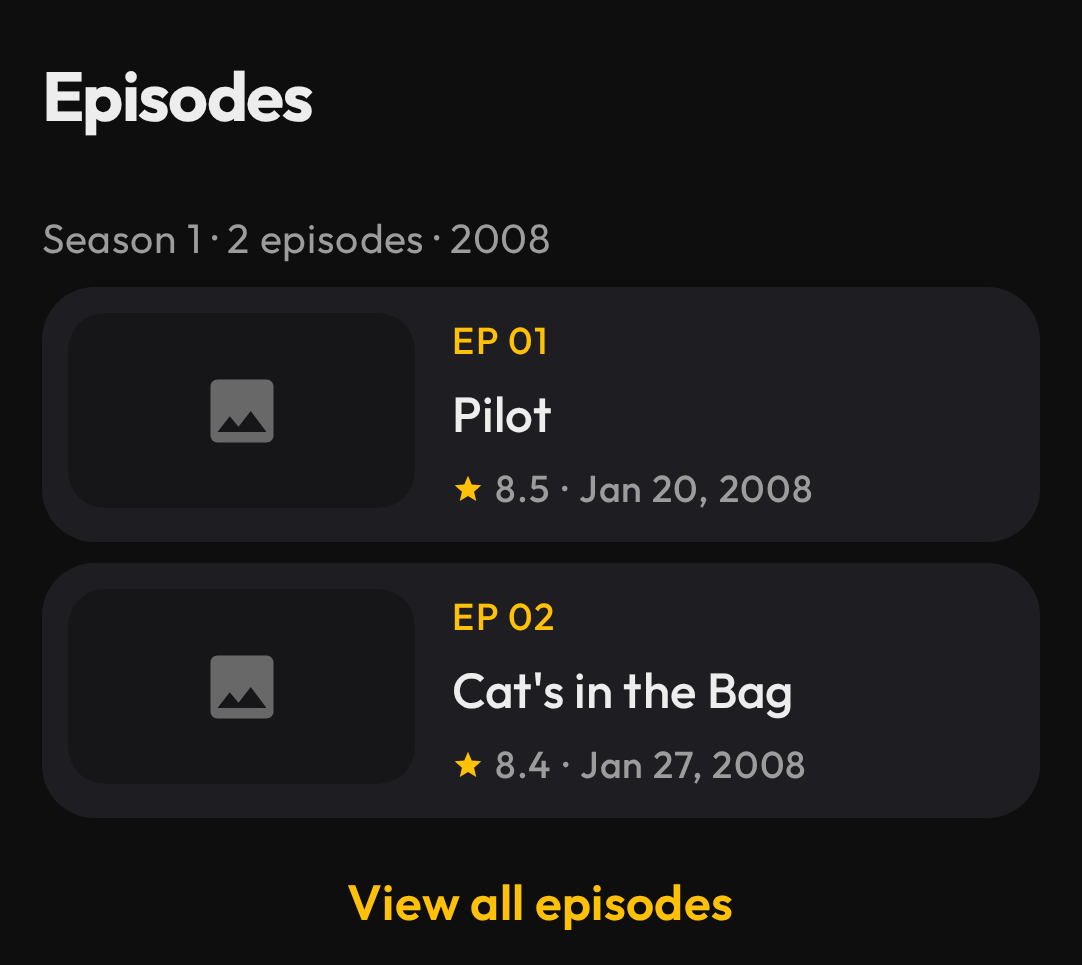 Episodes
Season 1 · 2 episodes · 2008
EP 01
Pilot
8.5 · Jan 20, 2008
EP 02
Cat's in the Bag
8.4 · Jan 27, 2008
View all episodes